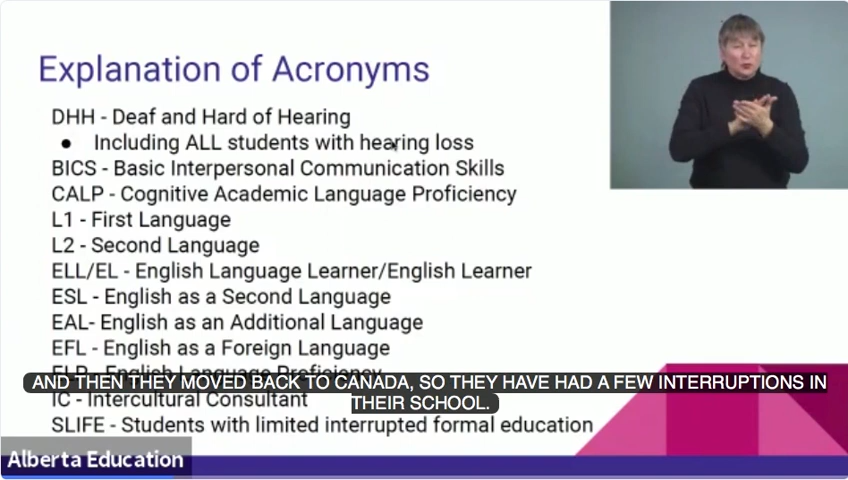 Explanation of Acronyms
DHH - Deaf and Hard of Hearing
● Including ALL students with hearing loss
BICS - Basic Interpersonal Communication Skills
CALP - Cognitive Academic Language Proficiency
L1 - First Language
L2 - Second Language
ELL/EL - English Language Learner/English Learner
ESL - English as a Second Language
EAL- English as an Additional Language
EFL - English as a Foreign Language
ELP - English Language Proficiency
AND THEN THEY MOVED BACK TO CANADA, SO THEY HAVE HAD A FEW INTERRUPTIONS IN
THEIR SCHOOL.
IC - Intercultural Consultant
SLIFE - Students with limited interrupted formal education
Alberta Education